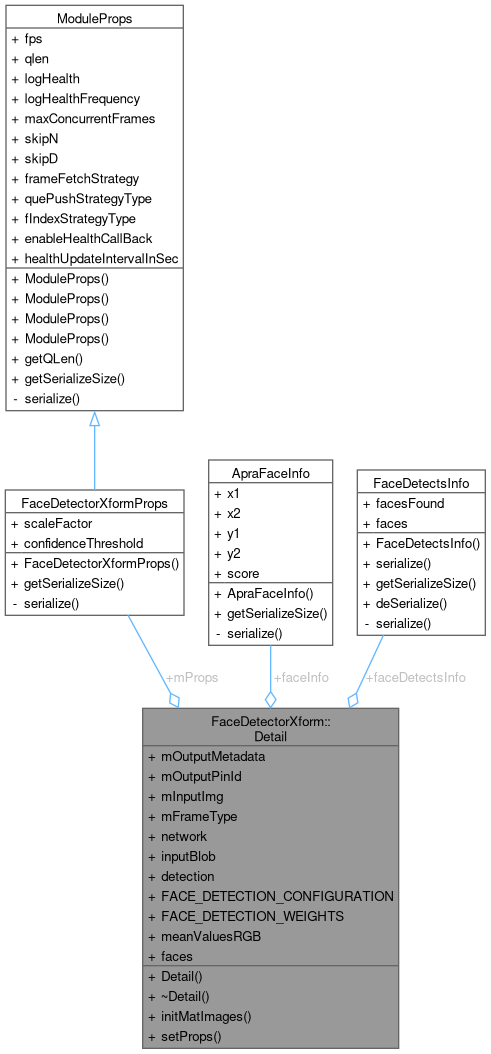 ModuleProps
+ fps
+ qlen
+ logHealth
+ logHealthFrequency
+ maxConcurrentFrames
+ skipN
+ skipD
+ frameFetchStrategy
+ quePushStrategyType
+ fIndexStrategyType
+ enableHealthCallBack
+ healthUpdateIntervalInSec
+ ModuleProps()
+ ModuleProps()
+ ModuleProps()
+ ModuleProps()
+ getQLen()
+ getSerializeSize()
- serialize()
FaceDetectorXformProps
+ scaleFactor
+ confidenceThreshold
+ FaceDetectorXformProps()
+ getSerializeSize()
- serialize()
ApraFaceInfo
+ x1
+ x2
+ y1
+ y2
+ score
+ ApraFaceInfo()
+ getSerializeSize()
- serialize()
FaceDetectsInfo
+ facesFound
+ faces
+ FaceDetectsInfo()
+ serialize()
+ getSerializeSize()
+ deSerialize()
- serialize()
+mProps
+faceInfo
+faceDetectsInfo
FaceDetectorXform::
Detail
+ mOutputMetadata
+ mOutputPinId
+ mInputImg
+ mFrameType
+ network
+ inputBlob
+ detection
+ FACE_DETECTION_CONFIGURATION
+ FACE_DETECTION_WEIGHTS
+ meanValuesRGB
+ faces
+ Detail()
+ ~Detail()
+ initMatImages()
+ setProps()